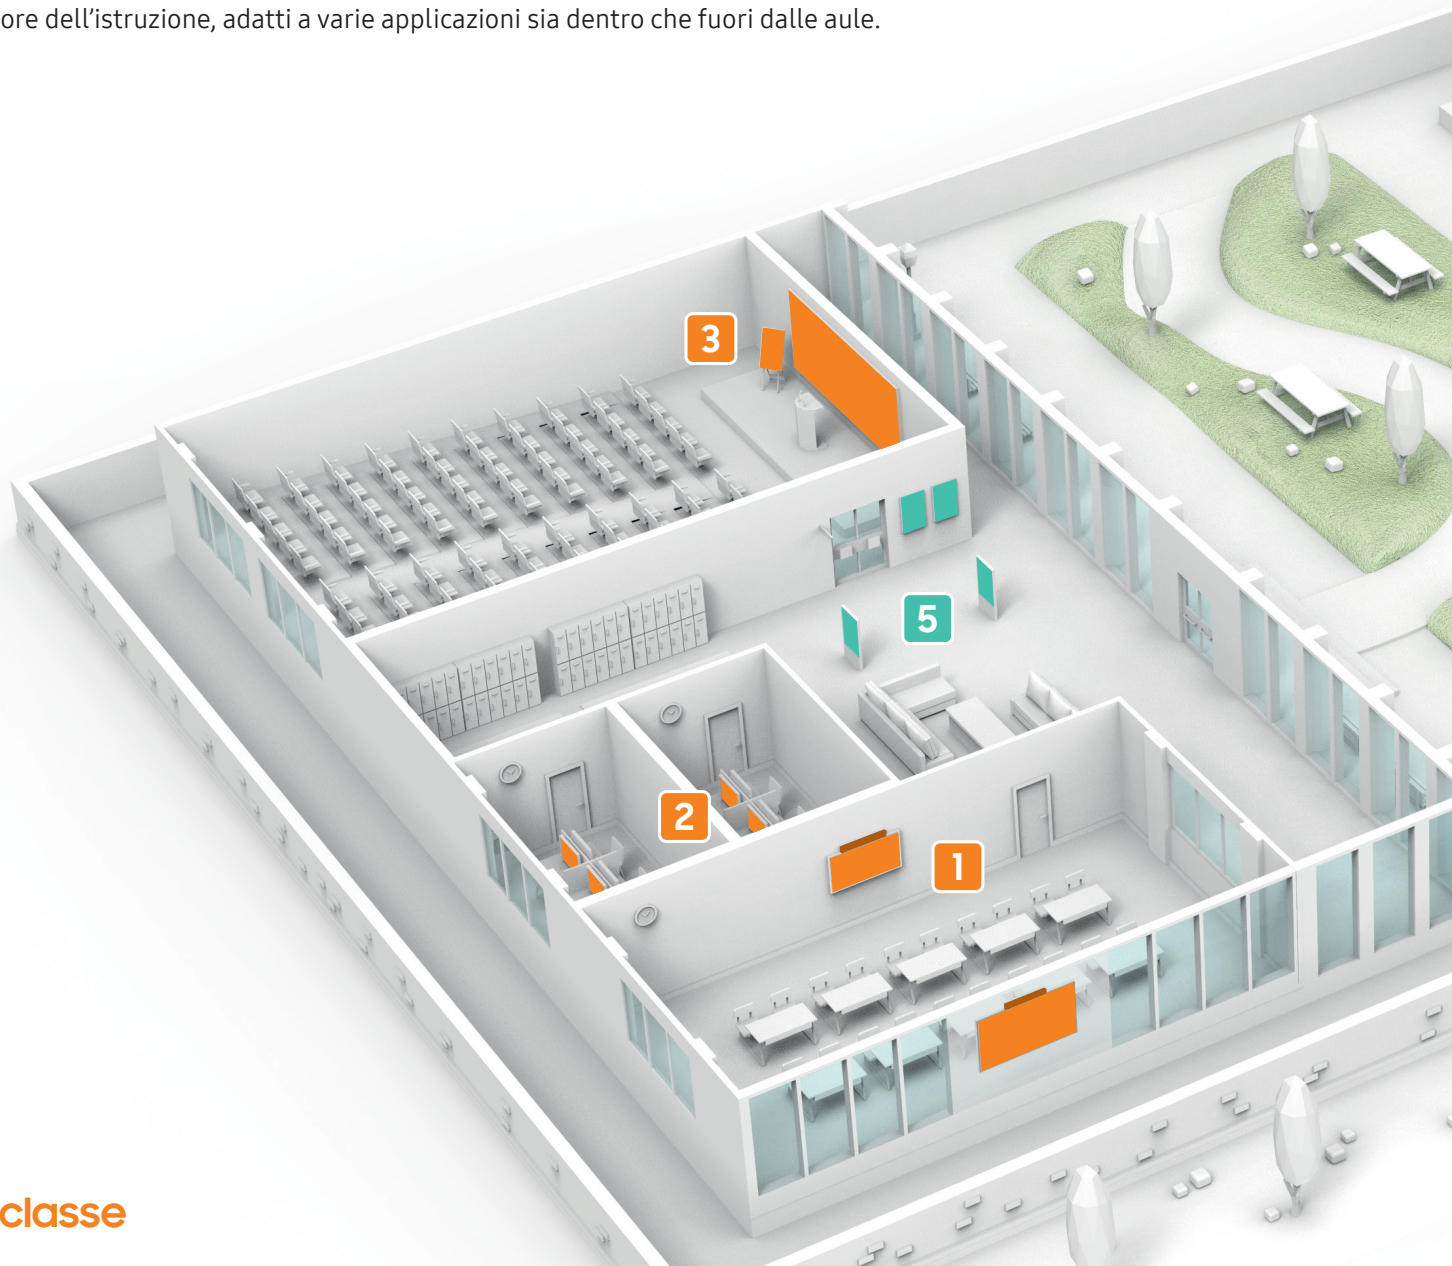 ore dell’istruzione, adatti a varie applicazioni sia dentro che fuori dalle aule.
3
5
2
1
classe